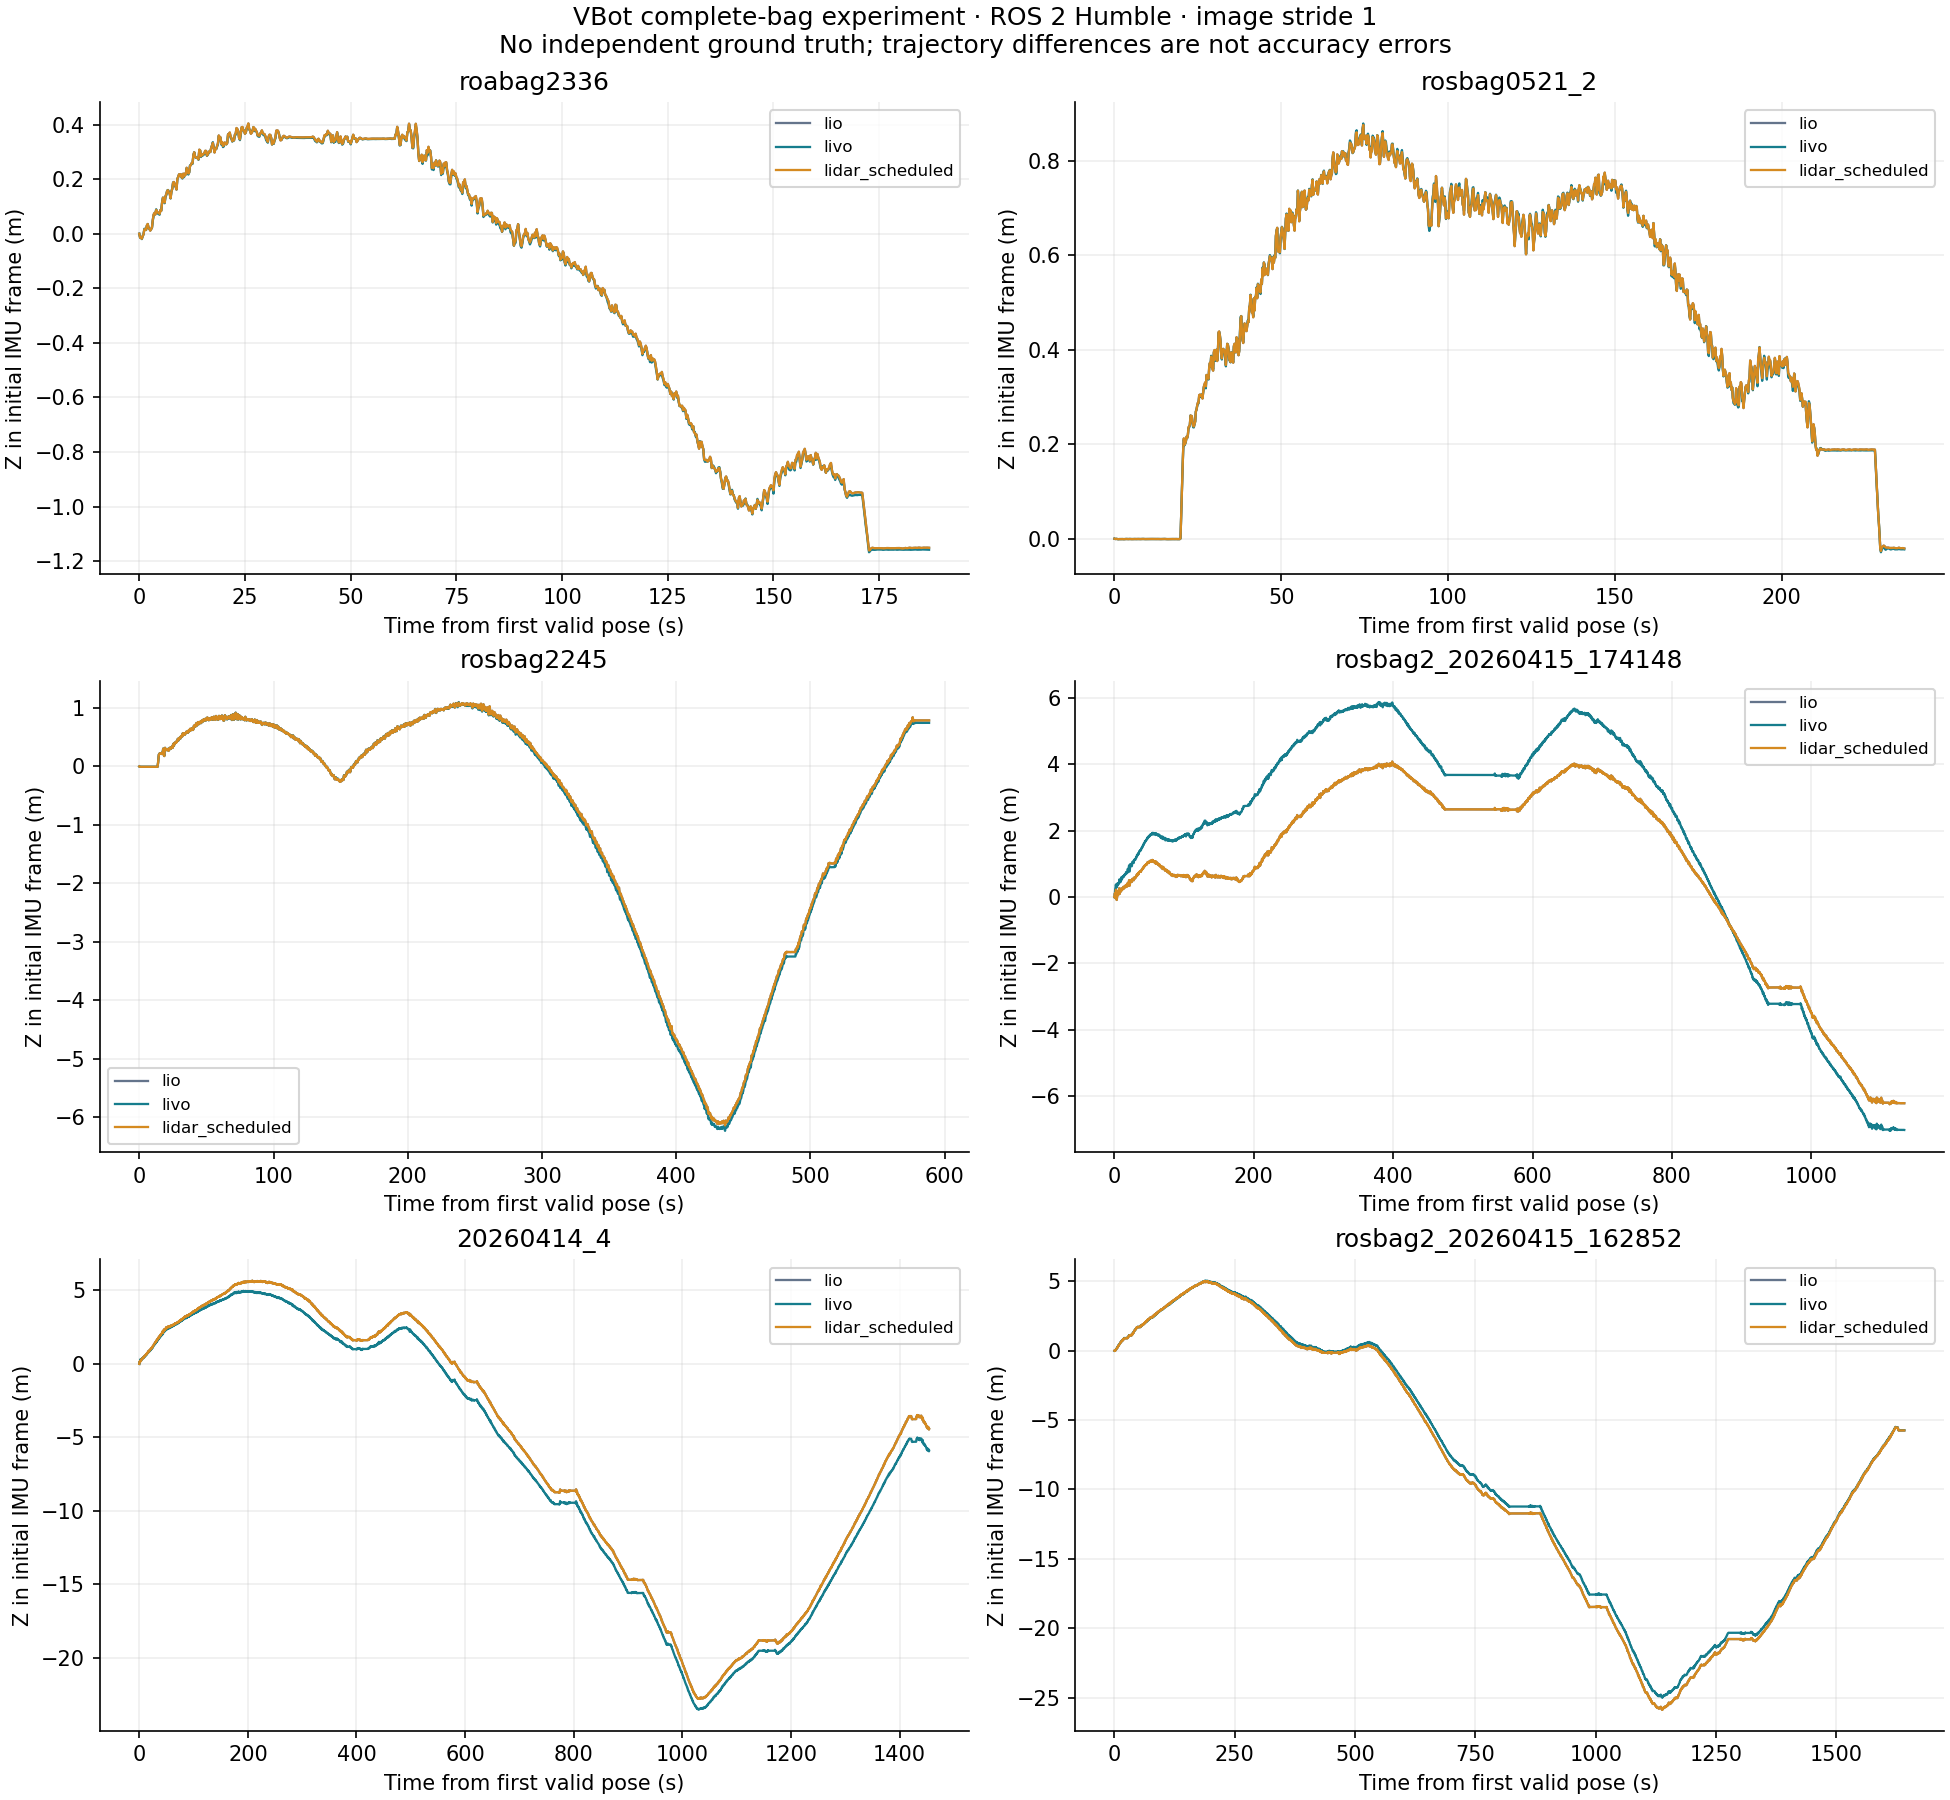 VBot complete-bag experiment · ROS 2 Humble · image stride 1
No independent ground truth; trajectory differences are not accuracy errors
roabag2336
lio
livo
lidar_scheduled
0.4
0.2
0.0
−0.2
−0.4
−0.6
−0.8
−1.0
−1.2
Z in initial IMU frame (m)
0 25 50 75 100 125 150 175
Time from first valid pose (s)
rosbag0521_2
lio
livo
lidar_scheduled
0.8
0.6
0.4
0.2
0.0
Z in initial IMU frame (m)
0 50 100 150 200
Time from first valid pose (s)
rosbag2245
1
0
−1
−2
−3
−4
−5
−6
Z in initial IMU frame (m)
lio
livo
lidar_scheduled
0 100 200 300 400 500 600
Time from first valid pose (s)
rosbag2_20260415_174148
lio
livo
lidar_scheduled
6
4
2
0
−2
−4
−6
Z in initial IMU frame (m)
0 200 400 600 800 1000
Time from first valid pose (s)
20260414_4
lio
livo
lidar_scheduled
5
0
−5
−10
−15
−20
Z in initial IMU frame (m)
0 200 400 600 800 1000 1200 1400
Time from first valid pose (s)
rosbag2_20260415_162852
lio
livo
lidar_scheduled
5
0
−5
−10
−15
−20
−25
Z in initial IMU frame (m)
0 250 500 750 1000 1250 1500
Time from first valid pose (s)